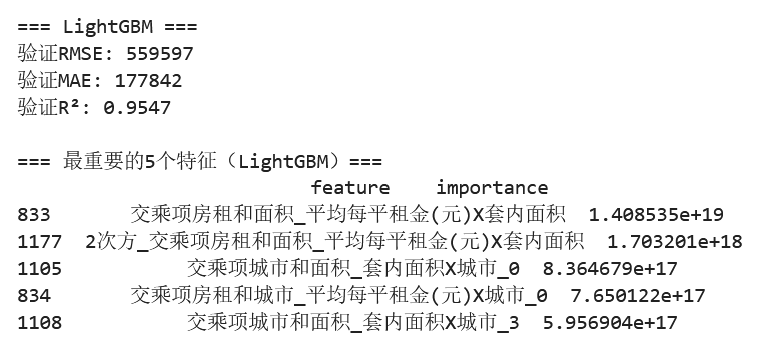 === LightGBM ===
验证RMSE: 559597
验证MAE: 177842
验证R²: 0.9547
=== 最重要的5个特征（LightGBM）===
feature importance
833 交乘项房租和面积_平均每平租金(元)X套内面积 1.408535e+19
1177 2次方_交乘项房租和面积_平均每平租金(元)X套内面积 1.703201e+18
1105 交乘项城市和面积_套内面积X城市_0 8.364679e+17
834 交乘项房租和城市_平均每平租金(元)X城市_0 7.650122e+17
1108 交乘项城市和面积_套内面积X城市_3 5.956904e+17